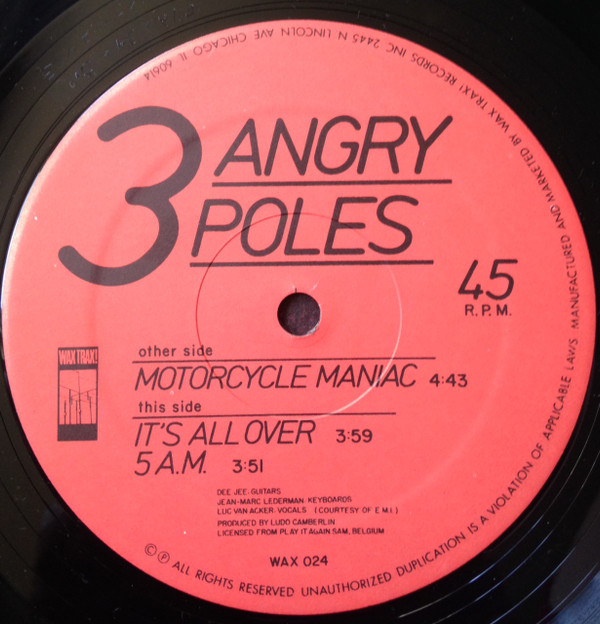 3 ANGRY
POLES
45
R.P.M.
WAX TRAX!
other side
MOTORCYCLE MANIAC 4:43
this side
IT'S ALL OVER 3:59
5 A.M. 3:51
DEE JEE: GUITARS
JEAN-MARC LEDERMAN: KEYBOARDS
LUC VAN ACKER: VOCALS (COURTESY OF E.M.I.)
PRODUCED BY LUDO CAMBERLIN
LICENSED FROM PLAY IT AGAIN SAM, BELGIUM
WAX 024
© ℗ ALL RIGHTS RESERVED UNAUTHORIZED DUPLICATION IS A VIOLATION OF APPLICABLE LAWS MANUFACTURED AND MARKETED BY WAX TRAX! RECORDS INC 2445 N LINCOLN AVE CHICAGO, IL 60614